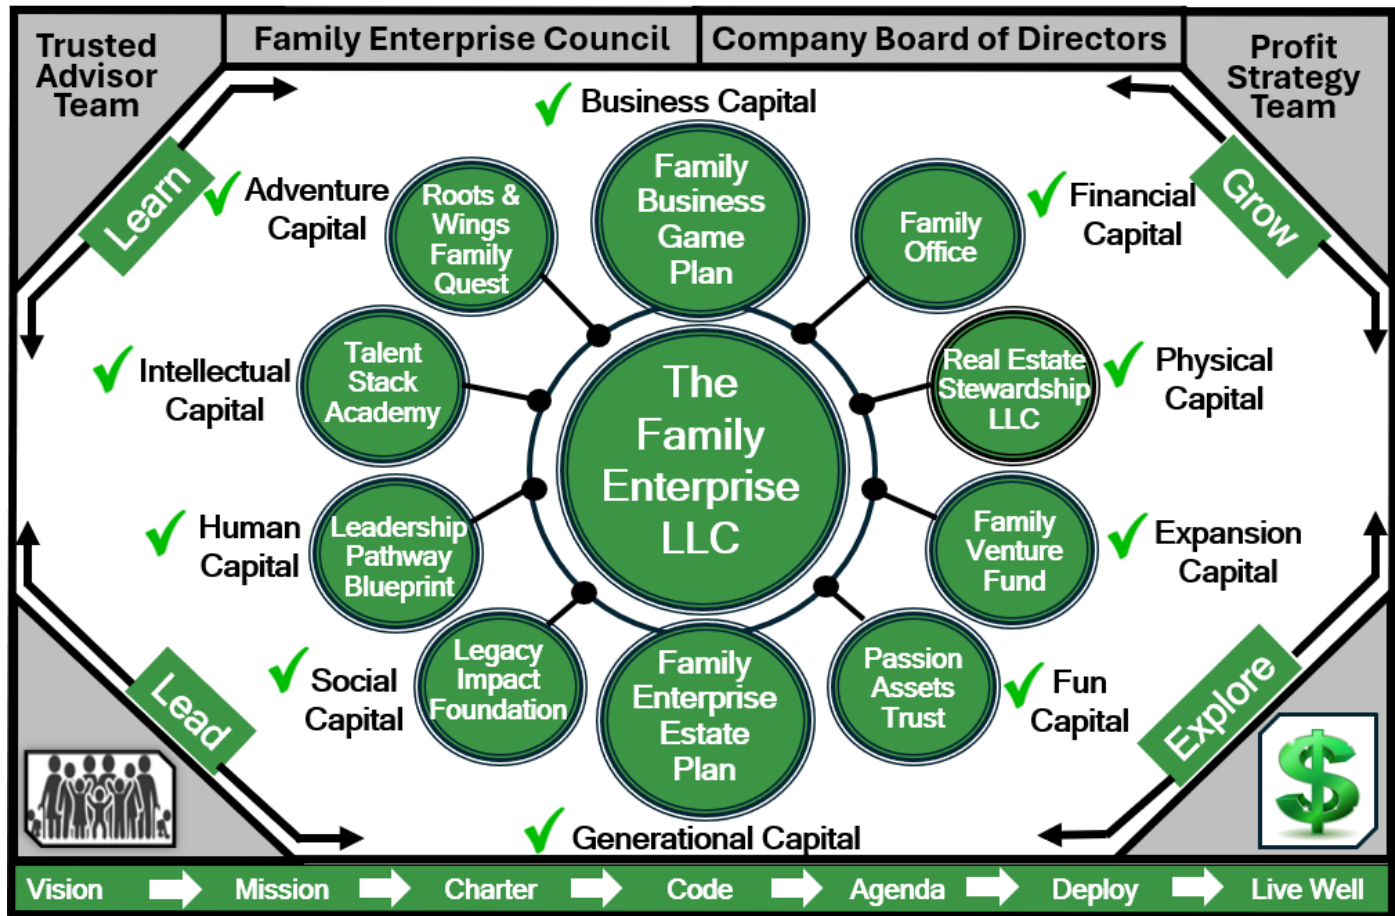 Trusted
Advisor
Team
Family Enterprise Council
Company Board of Directors
Profit
Strategy
Team
Learn
Grow
Business Capital
Family
Business
Game
Plan
Adventure
Capital
Roots &
Wings
Family
Quest
Family
Office
Financial
Capital
Intellectual
Capital
Talent
Stack
Academy
The
Family
Enterprise
LLC
Real Estate
Stewardship
LLC
Physical
Capital
Human
Capital
Leadership
Pathway
Blueprint
Family
Venture
Fund
Expansion
Capital
Social
Capital
Legacy
Impact
Foundation
Family
Enterprise
Estate
Plan
Passion
Assets
Trust
Fun
Capital
Lead
Explore
$
Generational Capital
Vision
Mission
Charter
Code
Agenda
Deploy
Live Well